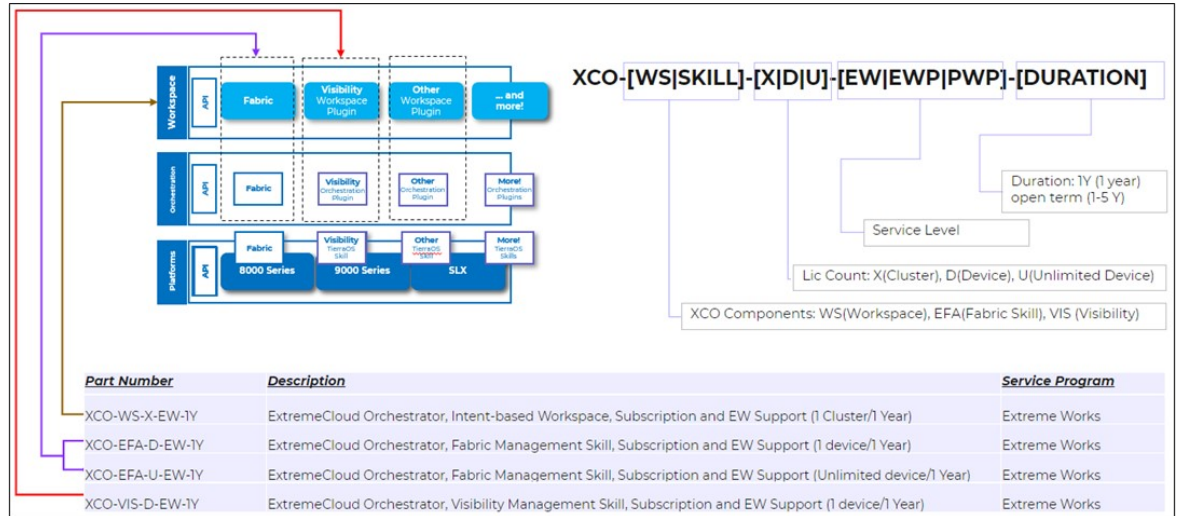 Workspace
API
Fabric
Visibility
Workspace
Plugin
Other
Workspace
Plugin
... and
more!
Orchestration
API
Fabric
Visibility
Orchestration
Plugin
Other
Orchestration
Plugin
More!
Orchestration
Plugins
Platforms
API
Fabric
Visibility
TierraOS
Skill
Other
TierraOS
Skill
More!
TierraOS
Skills
8000 Series
9000 Series
SLX
XCO-[WS|SKILL]-[X|D|U]-[EW|EWP|PWP]-[DURATION]
Duration: 1Y (1 year)
open term (1-5 Y)
Service Level
Lic Count: X(Cluster), D(Device), U(Unlimited Device)
XCO Components: WS(Workspace), EFA(Fabric Skill), VIS (Visibility)
Part Number Description Service Program
XCO-WS-X-EW-1Y ExtremeCloud Orchestrator, Intent-based Workspace, Subscription and EW Support (1 Cluster/1 Year) Extreme Works
XCO-EFA-D-EW-1Y ExtremeCloud Orchestrator, Fabric Management Skill, Subscription and EW Support (1 device/1 Year) Extreme Works
XCO-EFA-U-EW-1Y ExtremeCloud Orchestrator, Fabric Management Skill, Subscription and EW Support (Unlimited device/1 Year) Extreme Works
XCO-VIS-D-EW-1Y ExtremeCloud Orchestrator, Visibility Management Skill, Subscription and EW Support (1 device/1 Year) Extreme Works